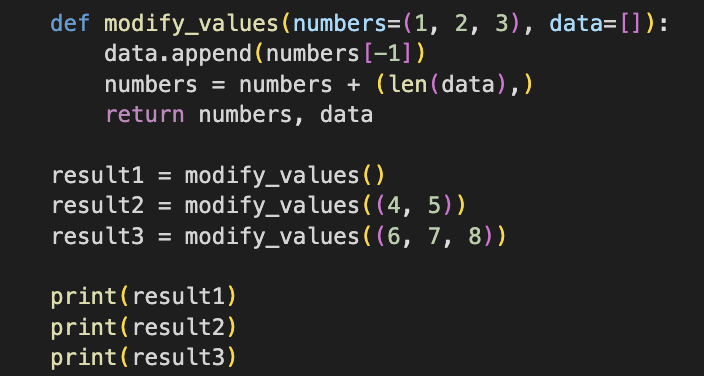 def modify_values(numbers=(1, 2, 3), data=[]):
    data.append(numbers[-1])
    numbers = numbers + (len(data),)
    return numbers, data

result1 = modify_values()
result2 = modify_values((4, 5))
result3 = modify_values((6, 7, 8))

print(result1)
print(result2)
print(result3)